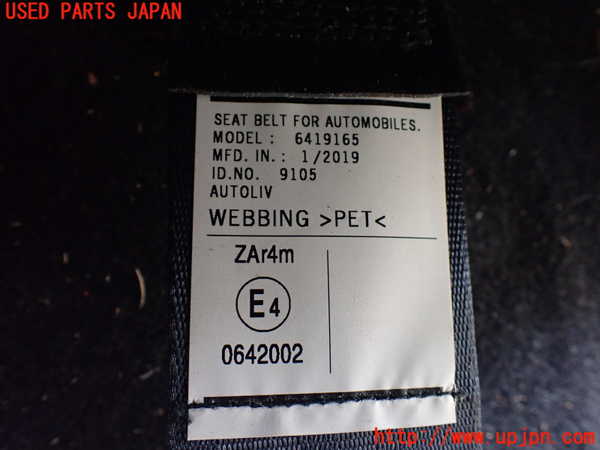 USED PARTS JAPAN
SEAT BELT FOR AUTOMOBILES.
MODEL : 6419165
MFD. IN. : 1/2019
ID.NO. 9105
AUTOLIV
WEBBING >PET<
ZAr4m
E4
0642002
http://www.upjpn.com